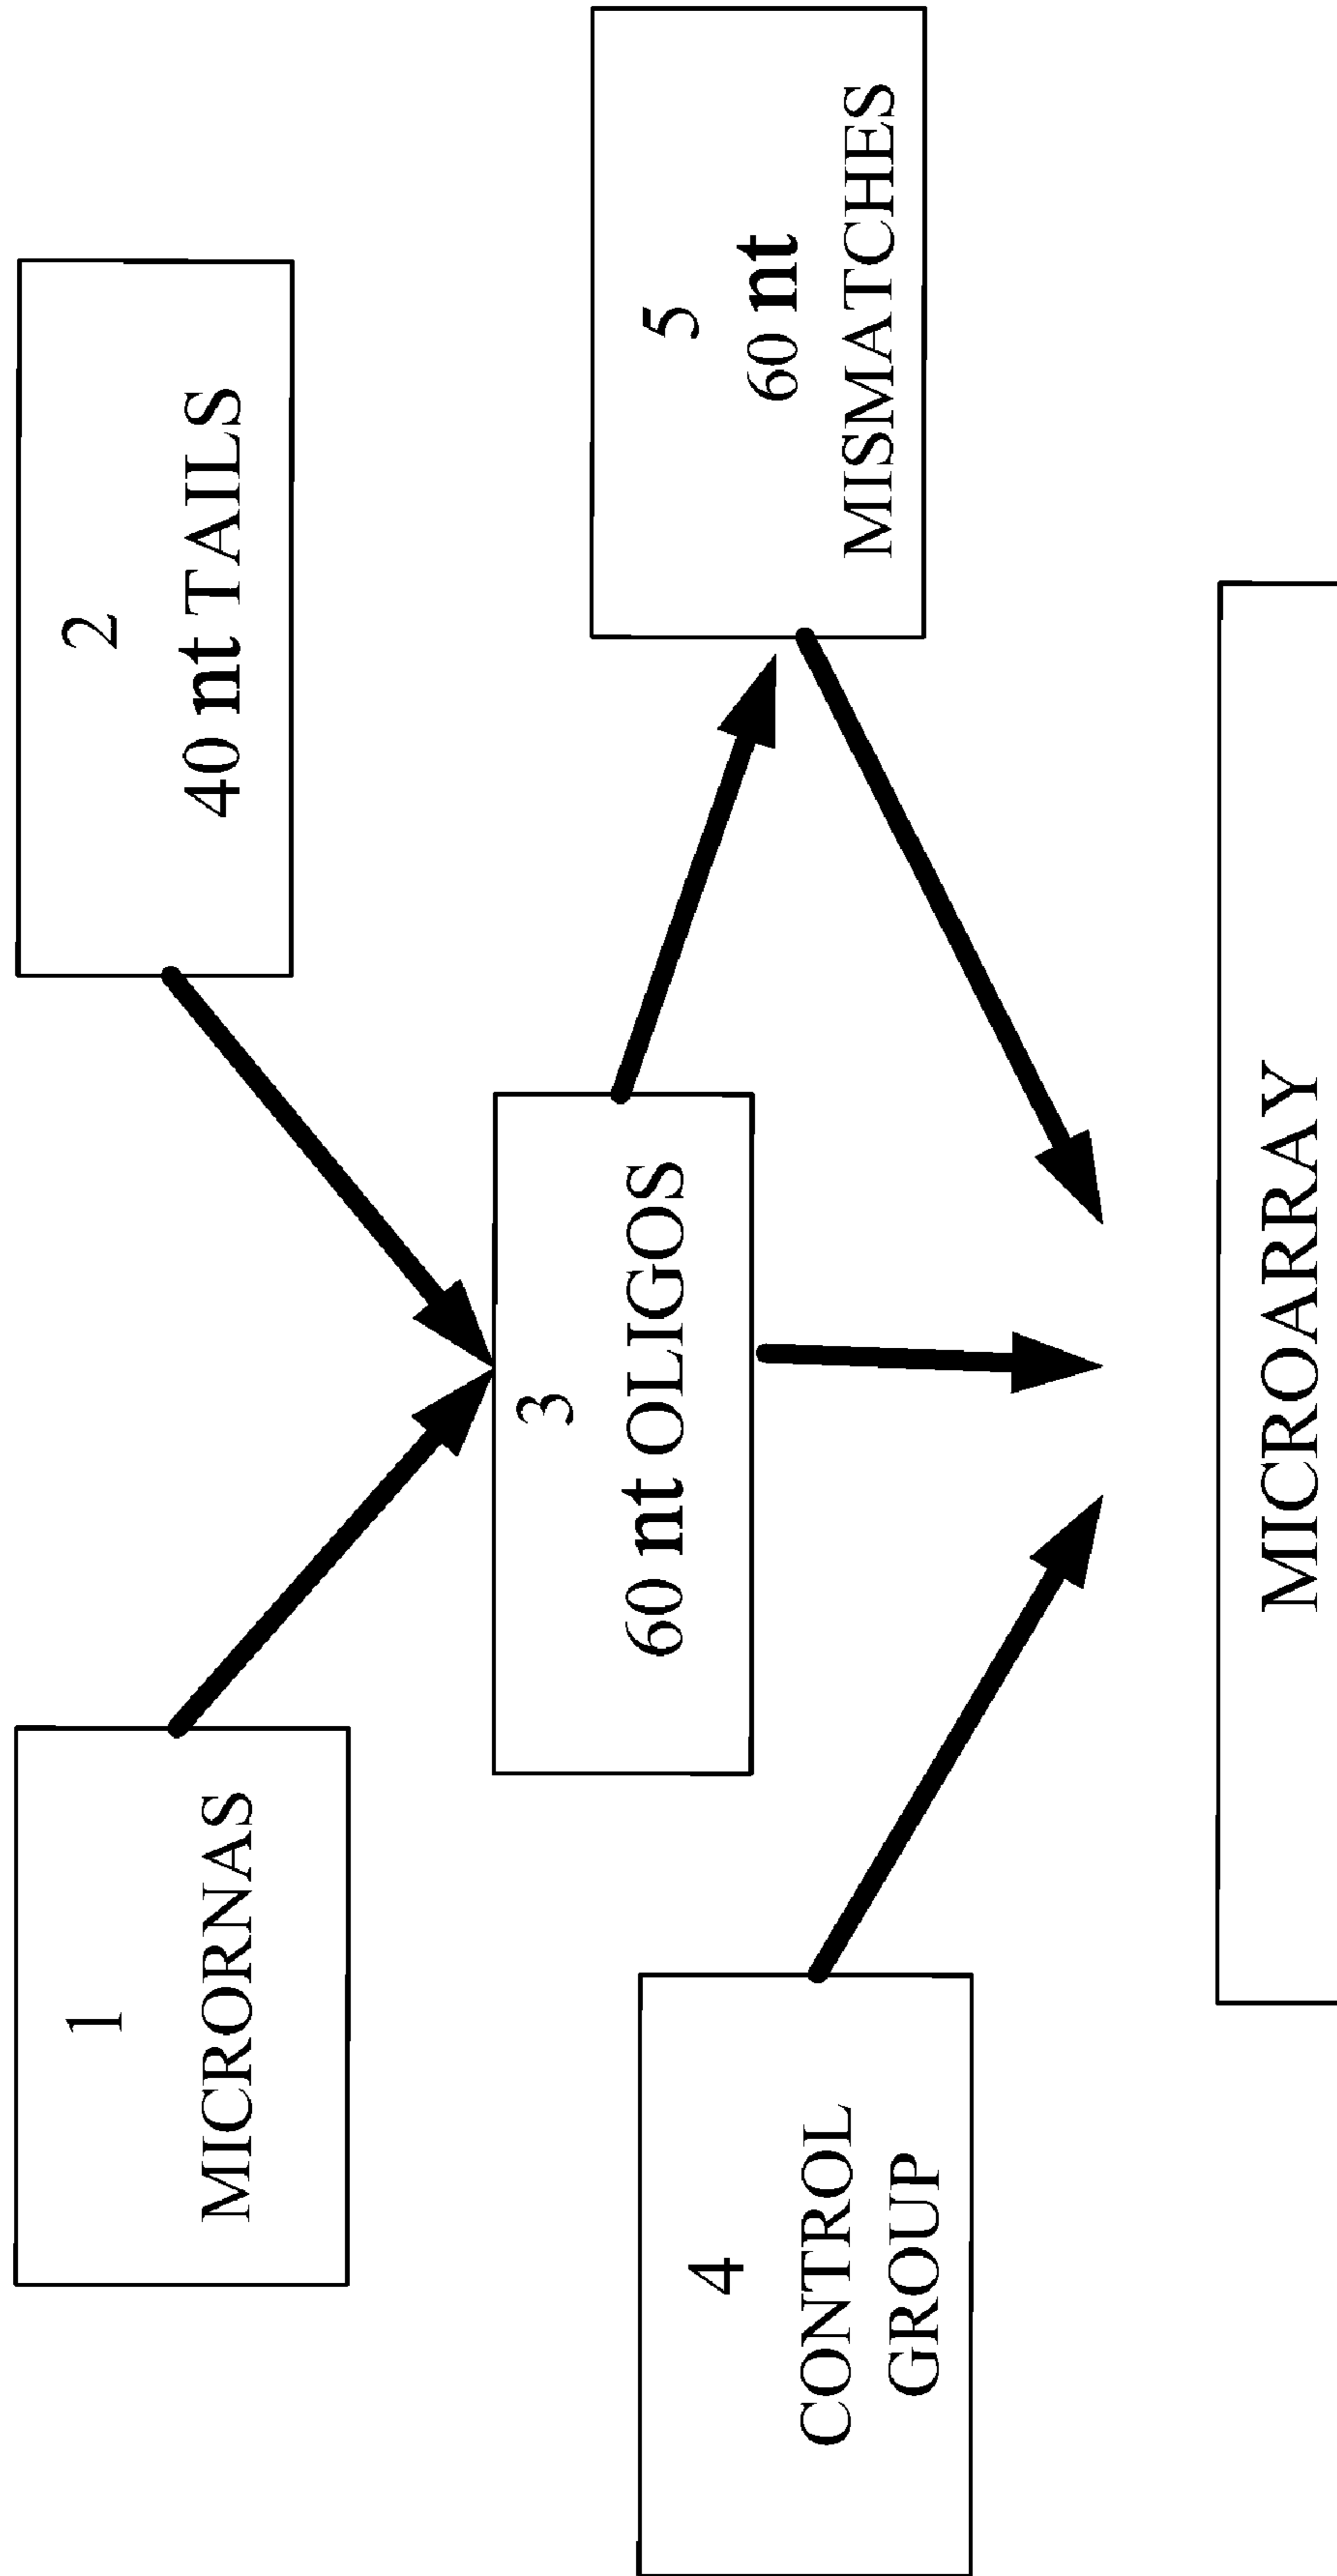 1
MICRORNAS
2
40 nt TAILS
3
60 nt OLIGOS
4
CONTROL
GROUP
5
60 nt
MISMATCHES
MICROARRAY